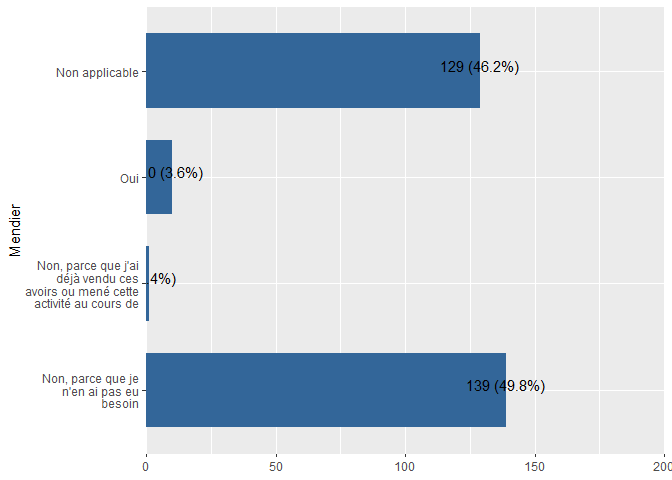 Non applicable
129 (46.2%)
Oui
0 (3.6%)
Non, parce que j'ai
déjà vendu ces
avoirs ou mené cette
activité au cours de
4%)
Non, parce que je
n'en ai pas eu
besoin
139 (49.8%)
Mendier
0
50
100
150
200